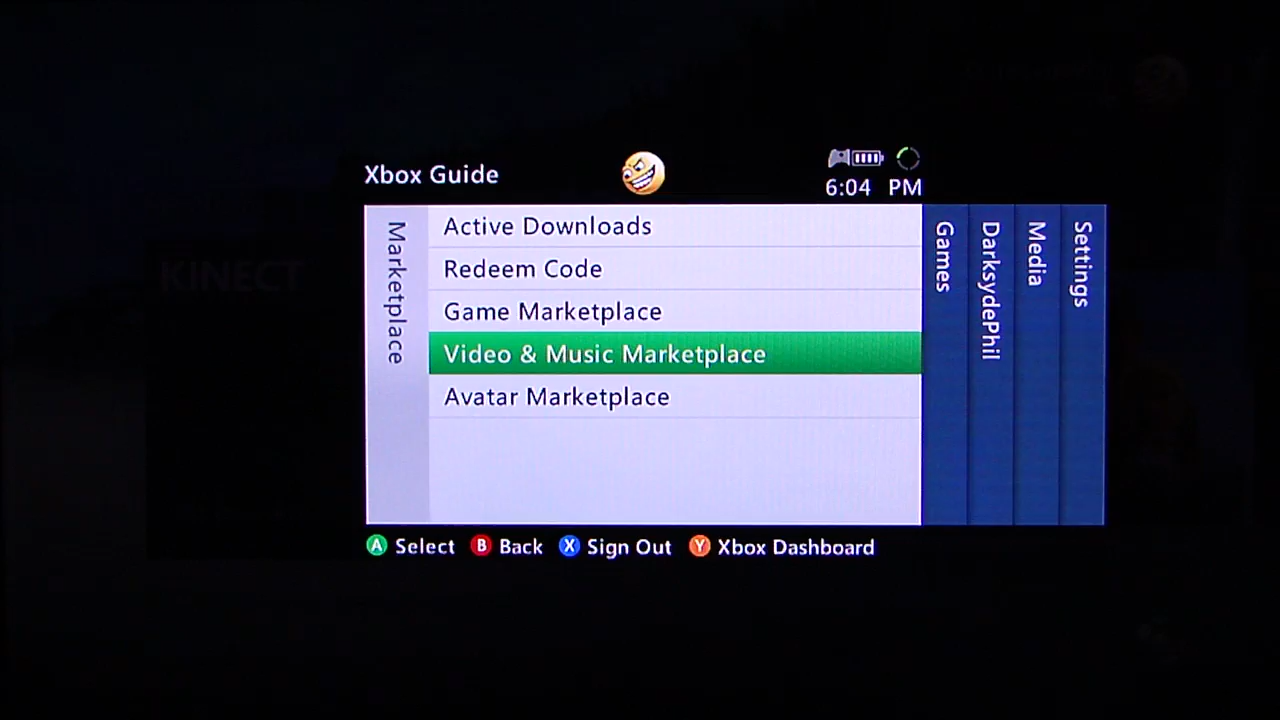 Xbox Guide
6:04 PM
Marketplace
Active Downloads
Redeem Code
Game Marketplace
Video & Music Marketplace
Avatar Marketplace
Games
DarksydePhil
Media
Settings
KINECT
A Select B Back X Sign Out Y Xbox Dashboard